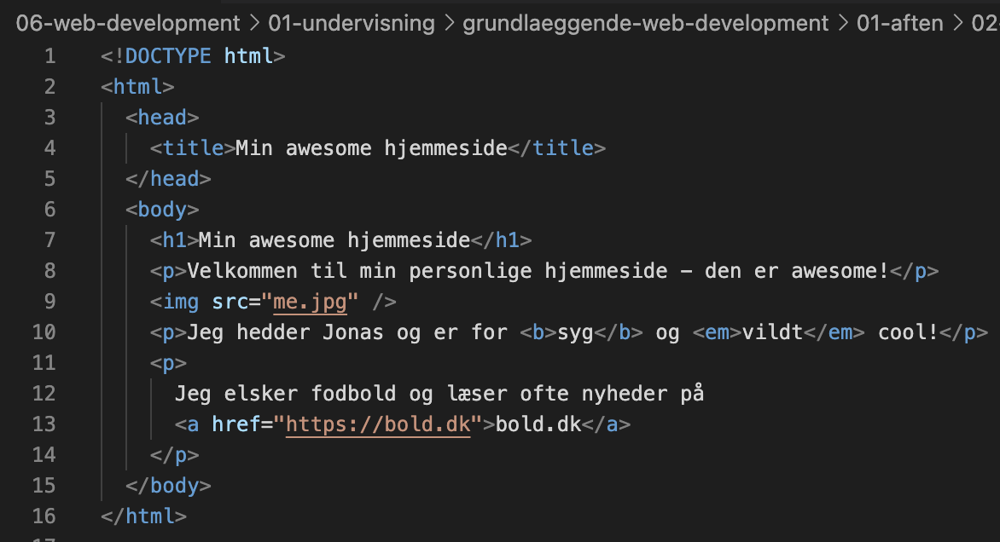 06-web-development > 01-undervisning > grundlaeggende-web-development > 01-aften > 02-
1 <!DOCTYPE html>
2 <html>
3 <head>
4 <title>Min awesome hjemmeside</title>
5 </head>
6 <body>
7 <h1>Min awesome hjemmeside</h1>
8 <p>Velkommen til min personlige hjemmeside – den er awesome!</p>
9 <img src="me.jpg" />
10 <p>Jeg hedder Jonas og er for <b>syg</b> og <em>vildt</em> cool!</p>
11 <p>
12 Jeg elsker fodbold og læser ofte nyheder på
13 <a href="https://bold.dk">bold.dk</a>
14 </p>
15 </body>
16 </html>
17